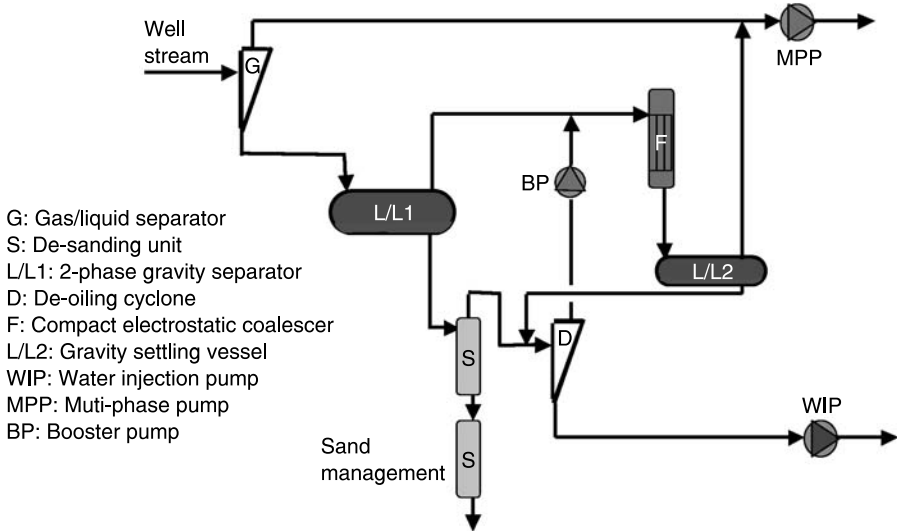 Well
stream
G
MPP
F
BP
L/L1
L/L2
G: Gas/liquid separator
S: De-sanding unit
L/L1: 2-phase gravity separator
D: De-oiling cyclone
F: Compact electrostatic coalescer
L/L2: Gravity settling vessel
WIP: Water injection pump
MPP: Muti-phase pump
BP: Booster pump
D
S
WIP
Sand
management
S